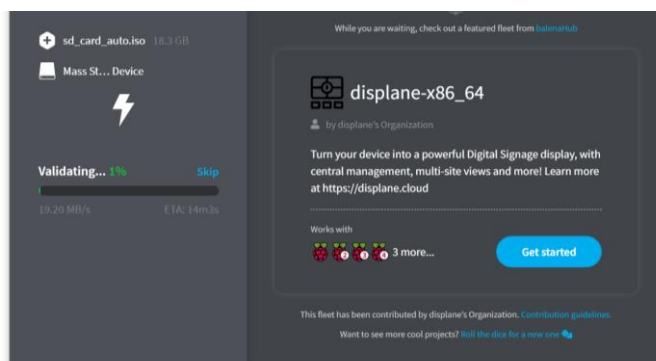 sd_card_auto.iso 18.3 GB
Mass St... Device
Validating... 1% Skip
19.20 MB/s ETA: 14m3s
While you are waiting, check out a featured fleet from balenaHub
displane-x86_64
by displane's Organization
Turn your device into a powerful Digital Signage display, with
central management, multi-site views and more! Learn more
at https://displane.cloud
Works with
2 3 4 3 more...
Get started
This fleet has been contributed by displane's Organization. Contribution guidelines.
Want to see more cool projects? Roll the dice for a new one